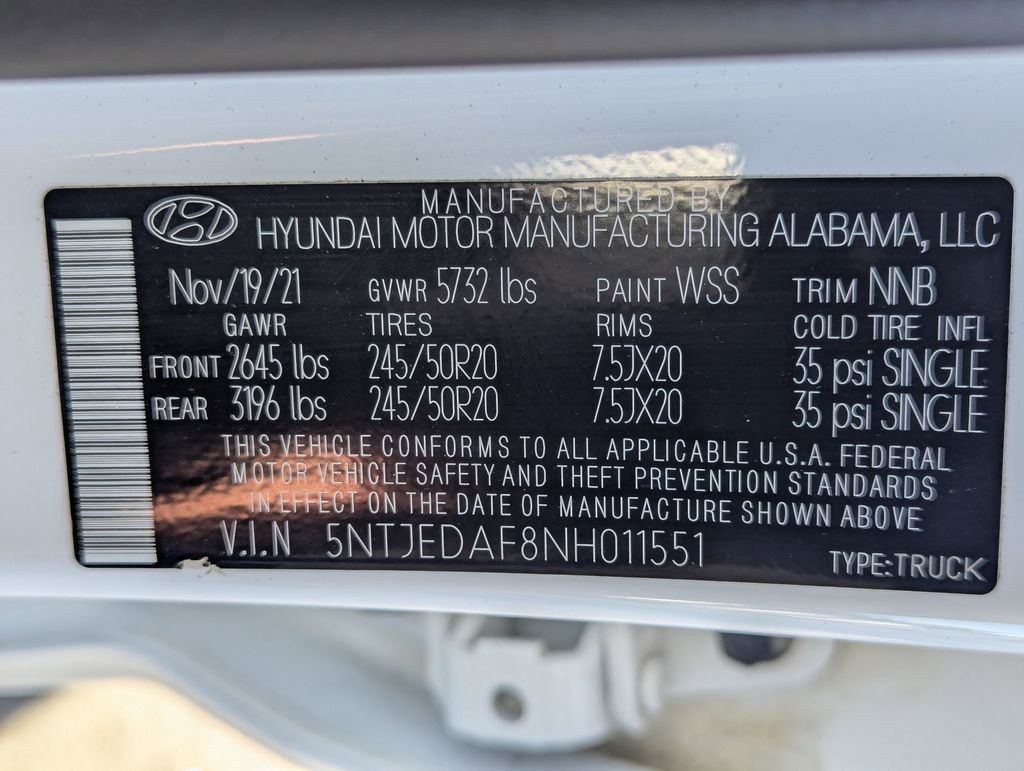 MANUFACTURED BY
HYUNDAI MOTOR MANUFACTURING ALABAMA, LLC
Nov/19/21 GVWR 5732 lbs PAINT WSS TRIM NNB
GAWR TIRES RIMS COLD TIRE INFL
FRONT 2645 lbs 245/50R20 7.5JX20 35 psi SINGLE
REAR 3196 lbs 245/50R20 7.5JX20 35 psi SINGLE
THIS VEHICLE CONFORMS TO ALL APPLICABLE U.S.A. FEDERAL
MOTOR VEHICLE SAFETY AND THEFT PREVENTION STANDARDS
IN EFFECT ON THE DATE OF MANUFACTURE SHOWN ABOVE
V.I.N 5NTJEDAF8NH011551 TYPE:TRUCK